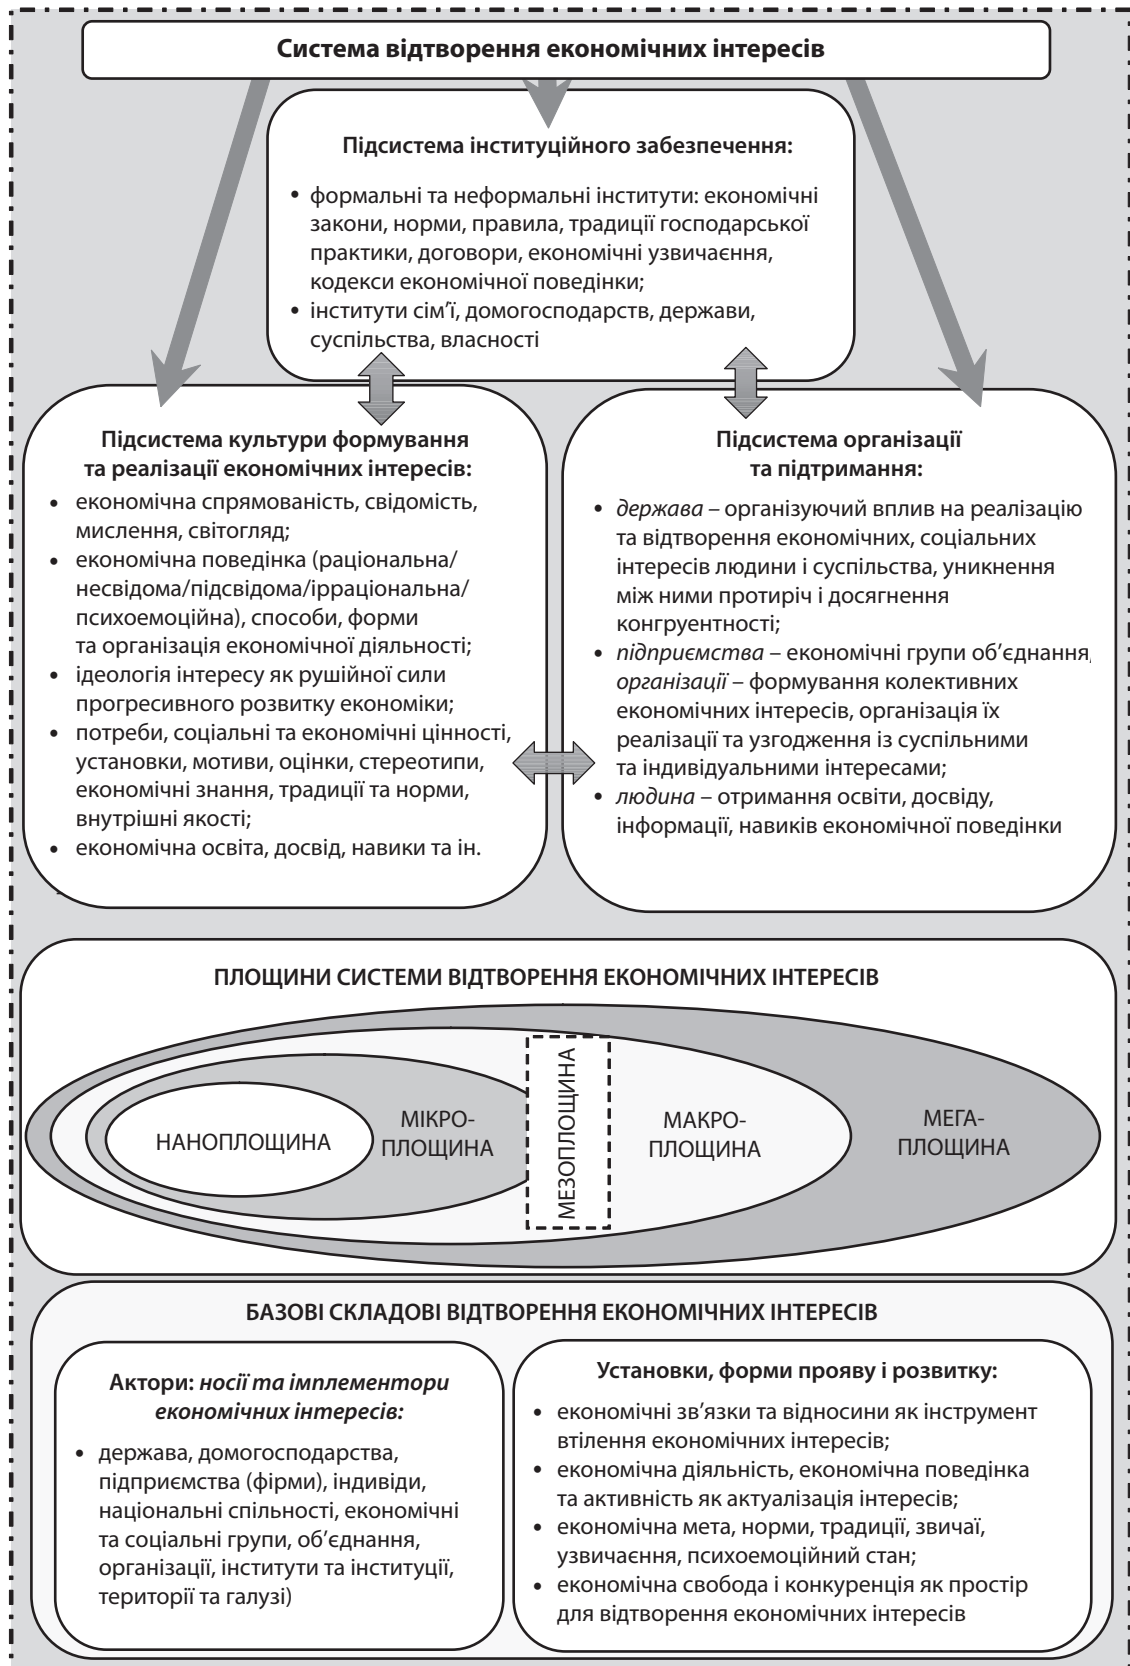 Система відтворення економічних інтересів
Підсистема інституційного забезпечення:
• формальні та неформальні інститути: економічні
закони, норми, правила, традиції господарської
практики, договори, економічні узвичаєння,
кодекси економічної поведінки;
• інститути сім’ї, домогосподарств, держави,
суспільства, власності
Підсистема культури формування
та реалізації економічних інтересів:
• економічна спрямованість, свідомість,
мислення, світогляд;
• економічна поведінка (раціональна/
несвідома/підсвідома/ірраціональна/
психоемоційна), способи, форми
та організація економічної діяльності;
• ідеологія інтересу як рушійної сили
прогресивного розвитку економіки;
• потреби, соціальні та економічні цінності,
установки, мотиви, оцінки, стереотипи,
економічні знання, традиції та норми,
внутрішні якості;
• економічна освіта, досвід, навики та ін.
Підсистема організації
та підтримання:
• держава – організуючий вплив на реалізацію
та відтворення економічних, соціальних
інтересів людини і суспільства, уникнення
між ними протиріч і досягнення
конгруентності;
• підприємства – економічні групи об’єднання,
організації – формування колективних
економічних інтересів, організація їх
реалізації та узгодження із суспільними
та індивідуальними інтересами;
• людина – отримання освіти, досвіду,
інформації, навиків економічної поведінки
ПЛОЩИНИ СИСТЕМИ ВІДТВОРЕННЯ ЕКОНОМІЧНИХ ІНТЕРЕСІВ
НАНОПЛОЩИНА
МІКРО-
ПЛОЩИНА
МЕЗОПЛОЩИНА
МАКРО-
ПЛОЩИНА
МЕГА-
ПЛОЩИНА
БАЗОВІ СКЛАДОВІ ВІДТВОРЕННЯ ЕКОНОМІЧНИХ ІНТЕРЕСІВ
Актори: носії та імплементори
економічних інтересів:
• держава, домогосподарства,
підприємства (фірми), індивіди,
національні спільності, економічні
та соціальні групи, об’єднання,
організації, інститути та інституції,
території та галузі)
Установки, форми прояву і розвитку:
• економічні зв’язки та відносини як інструмент
втілення економічних інтересів;
• економічна діяльність, економічна поведінка
та активність як актуалізація інтересів;
• економічна мета, норми, традиції, звичаї,
узвичаєння, психоемоційний стан;
• економічна свобода і конкуренція як простір
для відтворення економічних інтересів